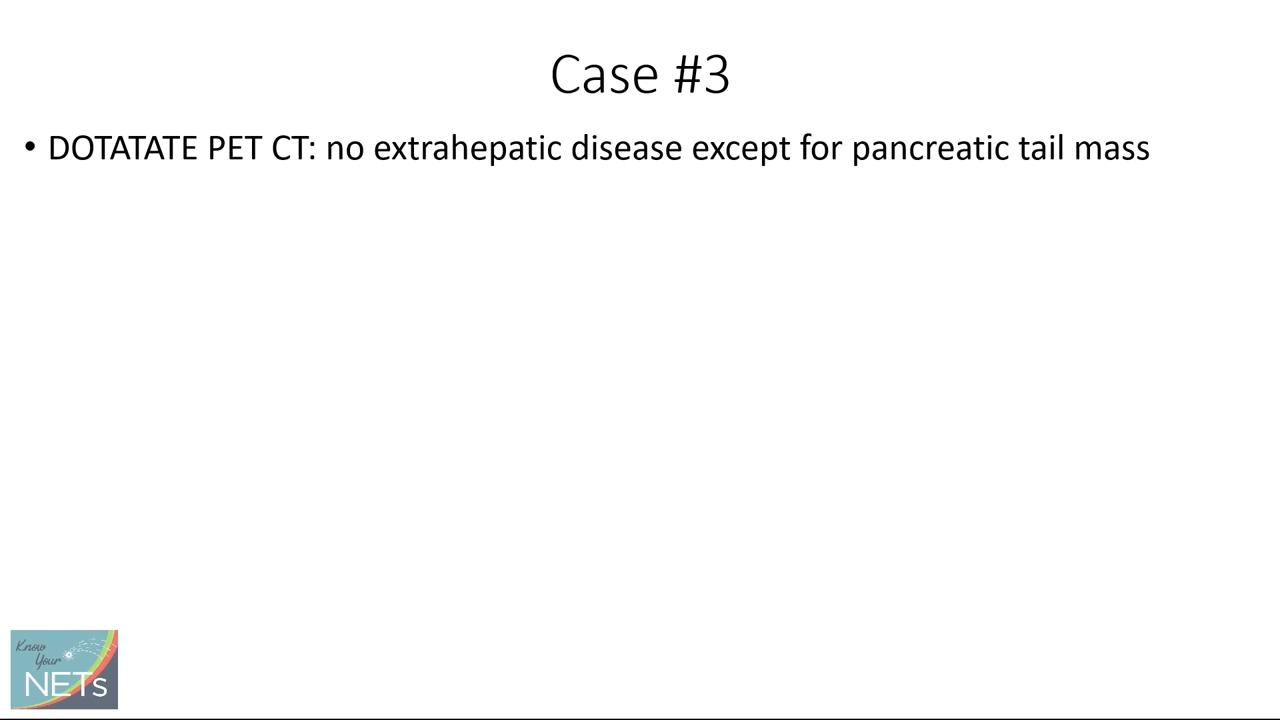 Case #3
• DOTATATE PET CT: no extrahepatic disease except for pancreatic tail mass
Know
Your
NETs